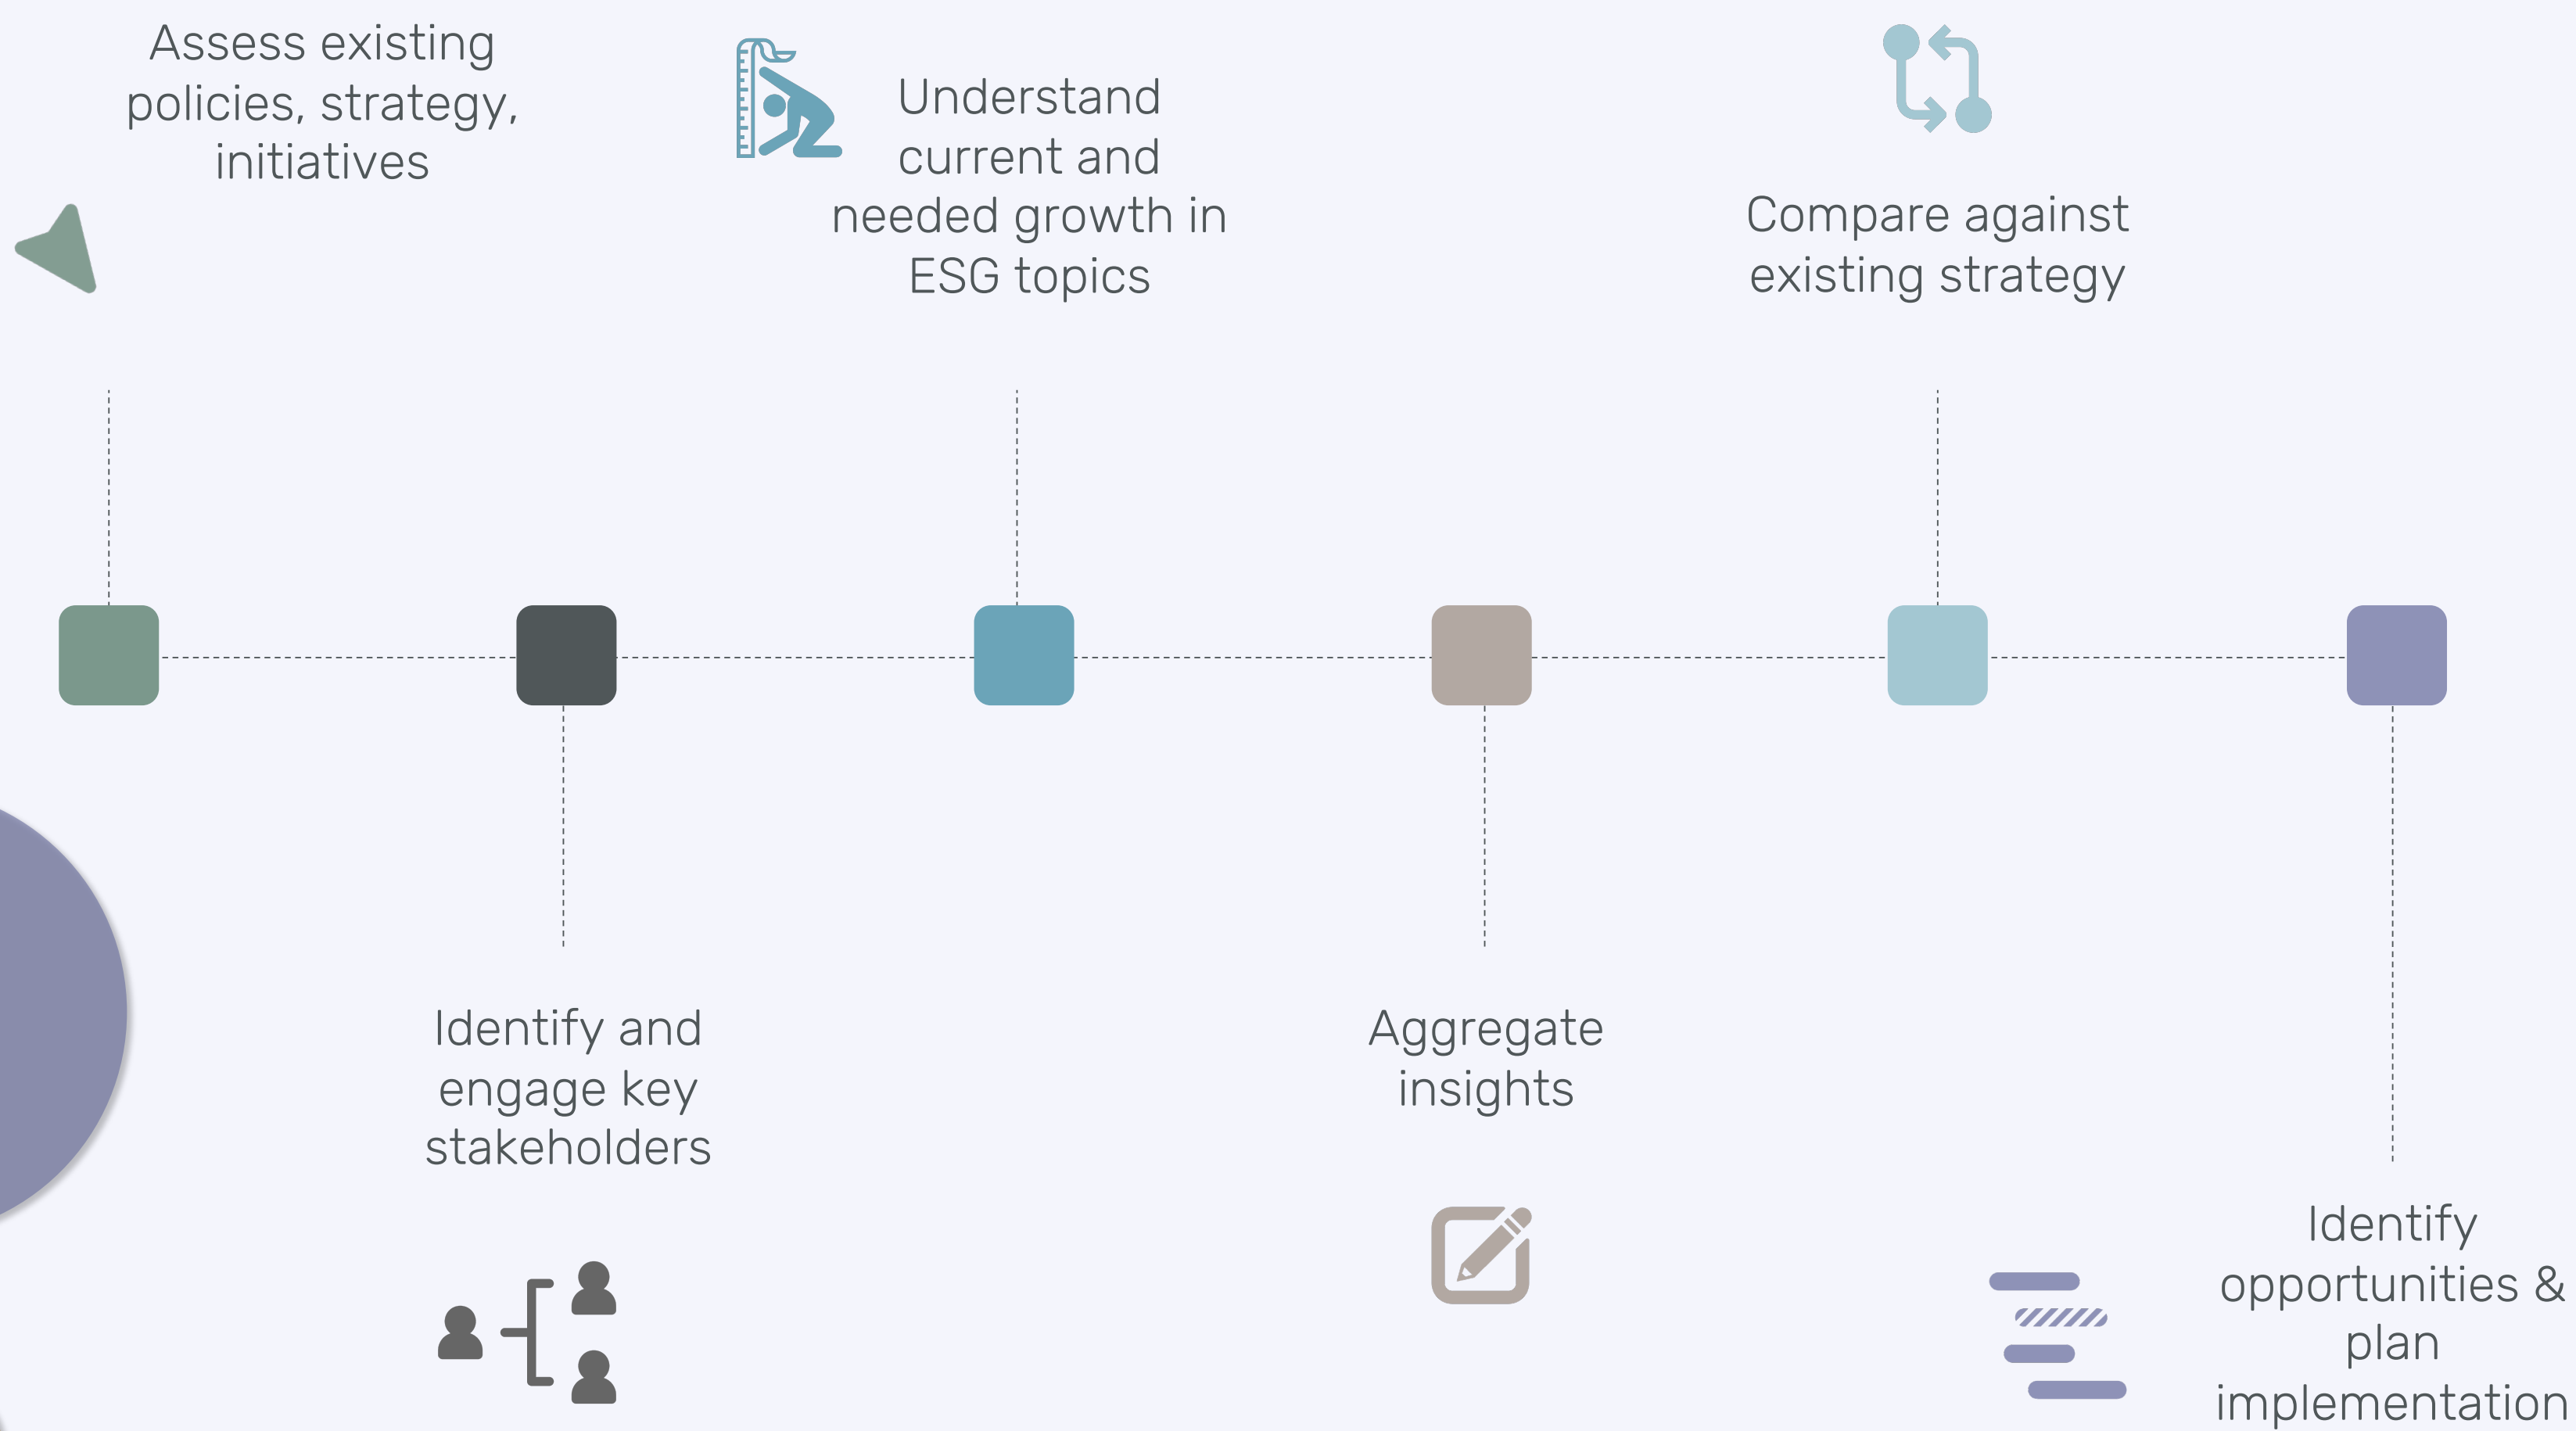 Assess existing
policies, strategy,
initiatives
Identify and
engage key
stakeholders
Understand
current and
needed growth in
ESG topics
Aggregate
insights
Compare against
existing strategy
Identify
opportunities &
plan
implementation